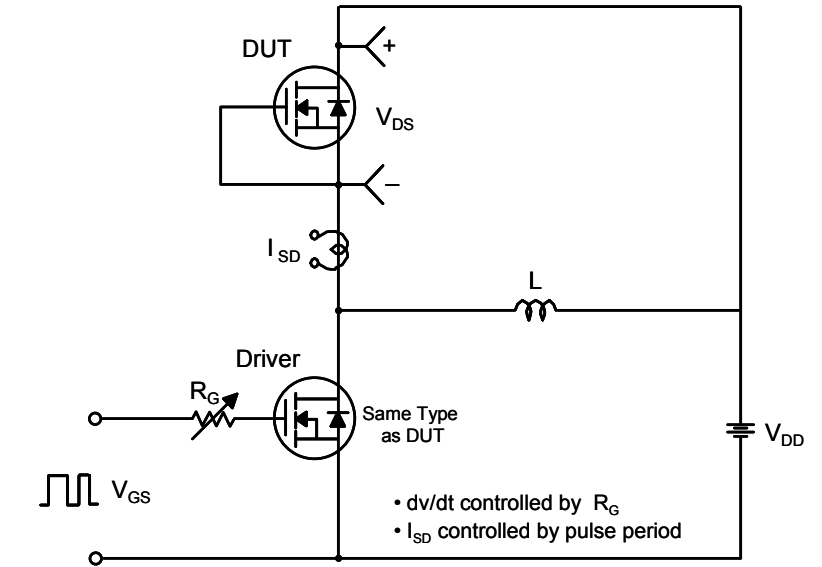 DUT
+
V_DS
–
I_SD
L
Driver
R_G
Same Type
as DUT
V_GS
V_DD
• dv/dt controlled by R_G
• I_SD controlled by pulse period